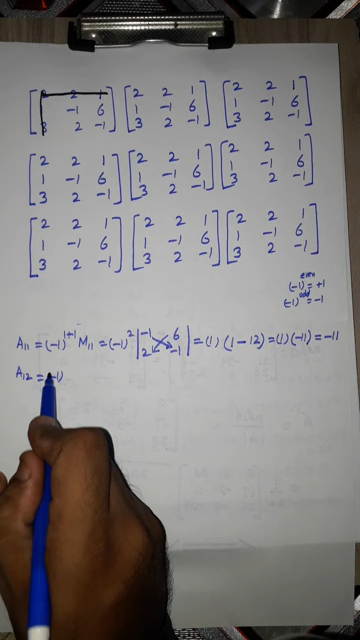 [2 2 1] [2 2 1] [2 2 1]
[-1 6] [1 -1 6] [1 -1 6]
[3 2 -1] [3 2 -1] [3 2 -1]
[2 2 1] [2 2 1] [2 2 1]
[1 -1 6] [1 -1 6] [1 -1 6]
[3 2 -1] [3 2 -1] [3 2 -1]
[2 2 1] [2 2 1] [2 2 1]
[1 -1 6] [1 -1 6] [1 -1 6]
[3 2 -1] [3 2 -1] [3 2 -1]
(-1)^even = +1
(-1)^odd = -1
A₁₁ = (-1)^1+1 M₁₁ = (-1)^2 |-1 6| = (1) (1-12) = (1) (-11) = -11
|2 -1|
A₁₂ = (-1)